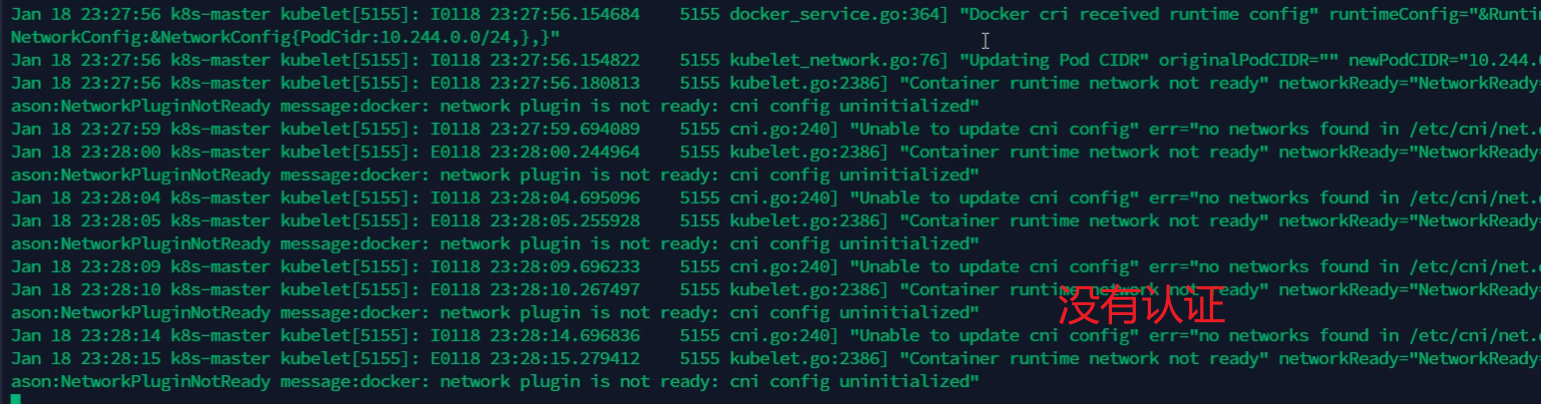 Jan 18 23:27:56 k8s-master kubelet[5155]: I0118 23:27:56.154684    5155 docker_service.go:364] "Docker cri received runtime config" runtimeConfig="&Runti
NetworkConfig:&NetworkConfig{PodCidr:10.244.0.0/24,},}"
Jan 18 23:27:56 k8s-master kubelet[5155]: I0118 23:27:56.154822    5155 kubelet_network.go:76] "Updating Pod CIDR" originalPodCIDR="" newPodCIDR="10.244.
Jan 18 23:27:56 k8s-master kubelet[5155]: E0118 23:27:56.180813    5155 kubelet.go:2386] "Container runtime network not ready" networkReady="NetworkReady=
ason:NetworkPluginNotReady message:docker: network plugin is not ready: cni config uninitialized"
Jan 18 23:27:59 k8s-master kubelet[5155]: I0118 23:27:59.694089    5155 cni.go:240] "Unable to update cni config" err="no networks found in /etc/cni/net.
Jan 18 23:28:00 k8s-master kubelet[5155]: E0118 23:28:00.244964    5155 kubelet.go:2386] "Container runtime network not ready" networkReady="NetworkReady=
ason:NetworkPluginNotReady message:docker: network plugin is not ready: cni config uninitialized"
Jan 18 23:28:04 k8s-master kubelet[5155]: I0118 23:28:04.695096    5155 cni.go:240] "Unable to update cni config" err="no networks found in /etc/cni/net.
Jan 18 23:28:05 k8s-master kubelet[5155]: E0118 23:28:05.255928    5155 kubelet.go:2386] "Container runtime network not ready" networkReady="NetworkReady=
ason:NetworkPluginNotReady message:docker: network plugin is not ready: cni config uninitialized"
Jan 18 23:28:09 k8s-master kubelet[5155]: I0118 23:28:09.696233    5155 cni.go:240] "Unable to update cni config" err="no networks found in /etc/cni/net.
Jan 18 23:28:10 k8s-master kubelet[5155]: E0118 23:28:10.267497    5155 kubelet.go:2386] "Container runtime network not ready" networkReady="NetworkReady=
没有认证
ason:NetworkPluginNotReady message:docker: network plugin is not ready: cni config uninitialized"
Jan 18 23:28:14 k8s-master kubelet[5155]: I0118 23:28:14.696836    5155 cni.go:240] "Unable to update cni config" err="no networks found in /etc/cni/net.
Jan 18 23:28:15 k8s-master kubelet[5155]: E0118 23:28:15.279412    5155 kubelet.go:2386] "Container runtime network not ready" networkReady="NetworkReady=
ason:NetworkPluginNotReady message:docker: network plugin is not ready: cni config uninitialized"